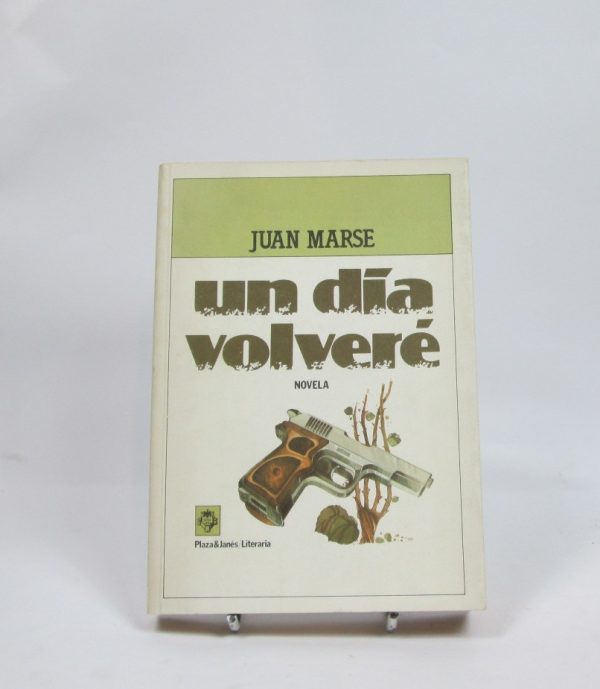 JUAN MARSE
un día
volveré
NOVELA
Plaza&Janés/Literaria